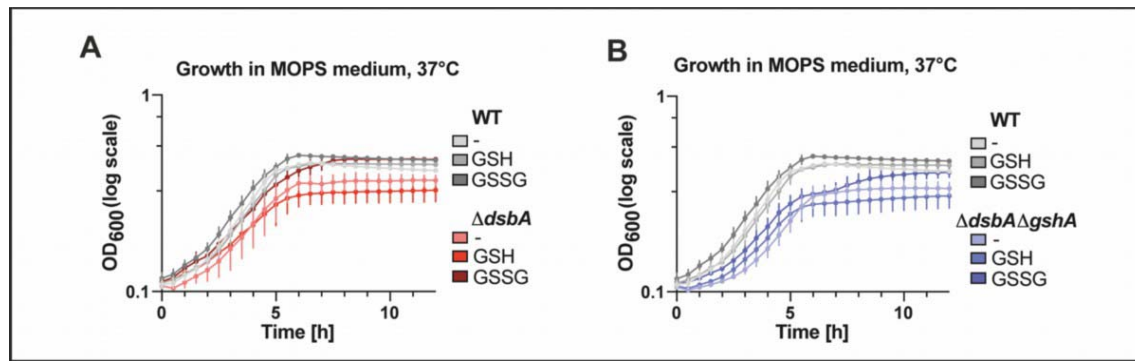 A
Growth in MOPS medium, 37°C
OD600 (log scale)
1
0.1
0
5
10
Time [h]
WT
-
GSH
GSSG
ΔdsbA
-
GSH
GSSG
B
Growth in MOPS medium, 37°C
OD600 (log scale)
1
0.1
0
5
10
Time [h]
WT
-
GSH
GSSG
ΔdsbAΔgshA
-
GSH
GSSG